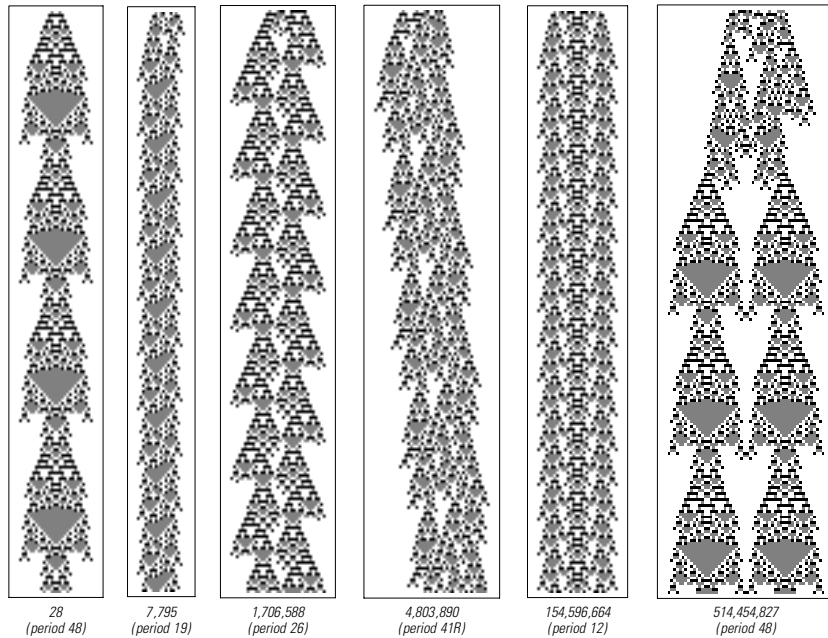 28
(period 48)
7,795
(period 19)
1,706,588
(period 26)
4,803,890
(period 41R)
154,596,664
(period 12)
514,454,827
(period 48)